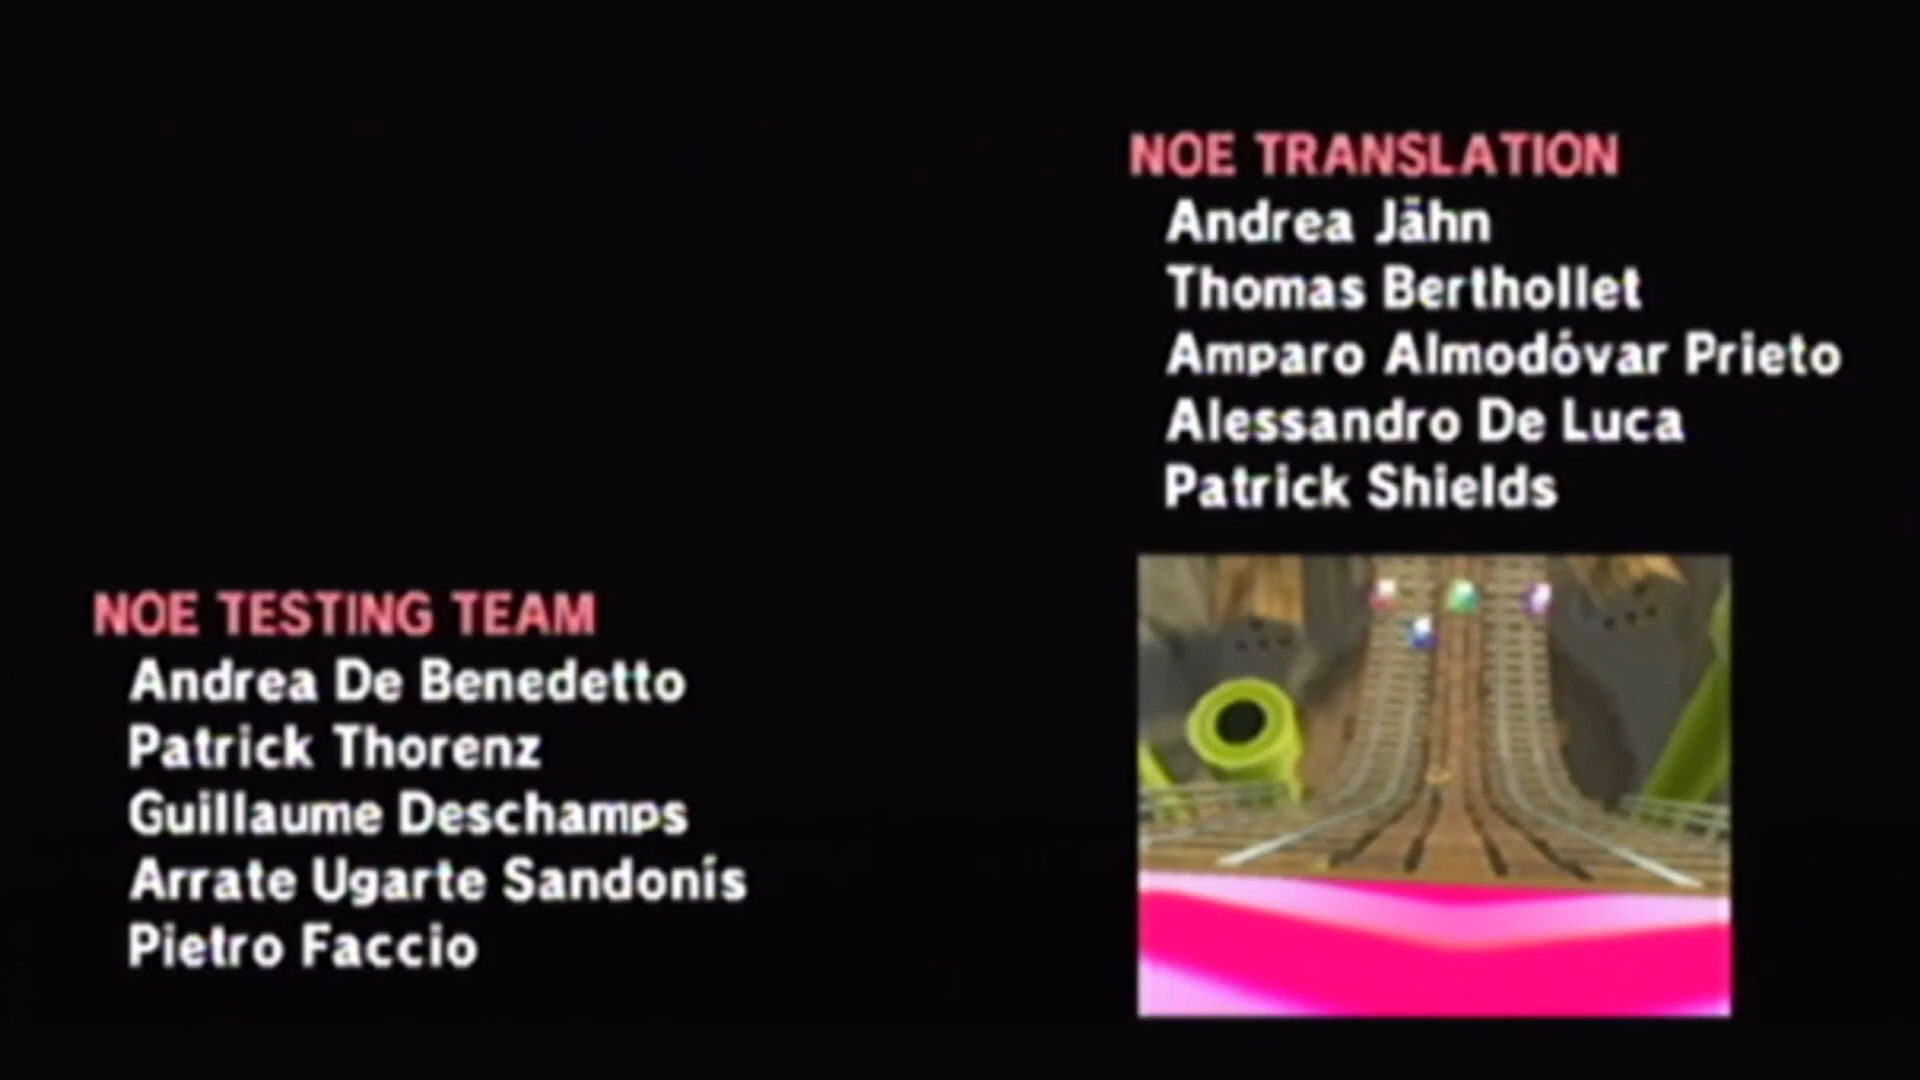 NOE TRANSLATION
Andrea Jähn
Thomas Berthollet
Amparo Almodóvar Prieto
Alessandro De Luca
Patrick Shields
NOE TESTING TEAM
Andrea De Benedetto
Patrick Thorenz
Guillaume Deschamps
Arrate Ugarte Sandonís
Pietro Faccio